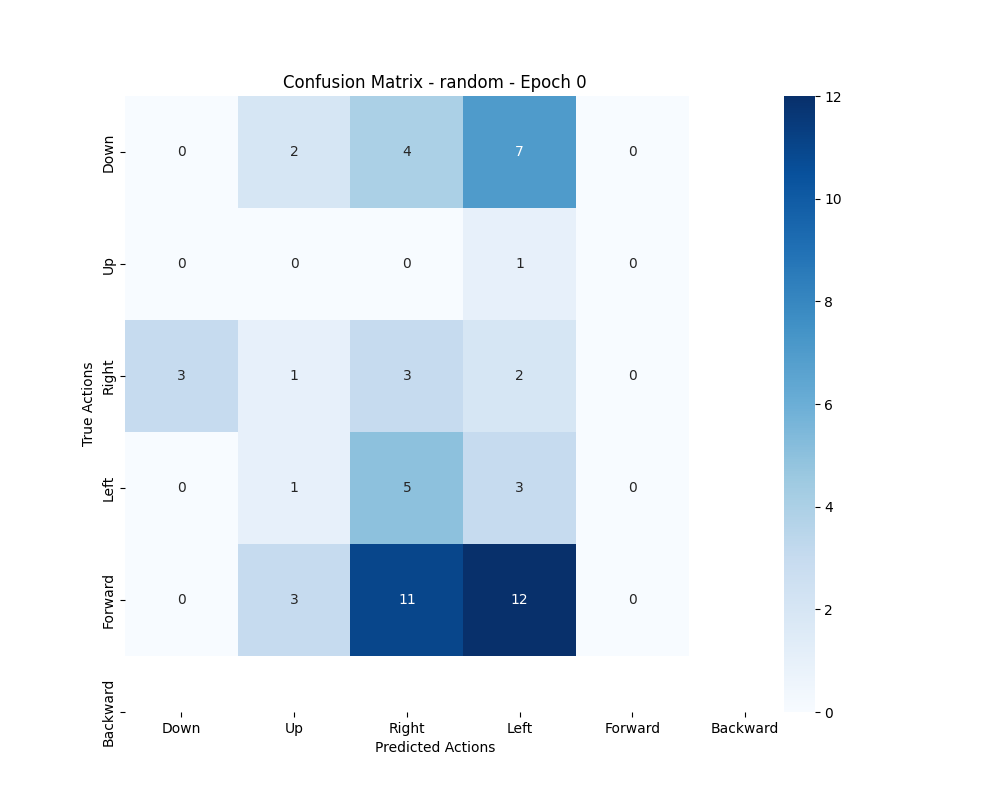 Confusion Matrix - random - Epoch 0
True Actions
Down 0 2 4 7 0
Up 0 0 0 1 0
Right 3 1 3 2 0
Left 0 1 5 3 0
Forward 0 3 11 12 0
Backward
Down Up Right Left Forward Backward
Predicted Actions
12
10
8
6
4
2
0